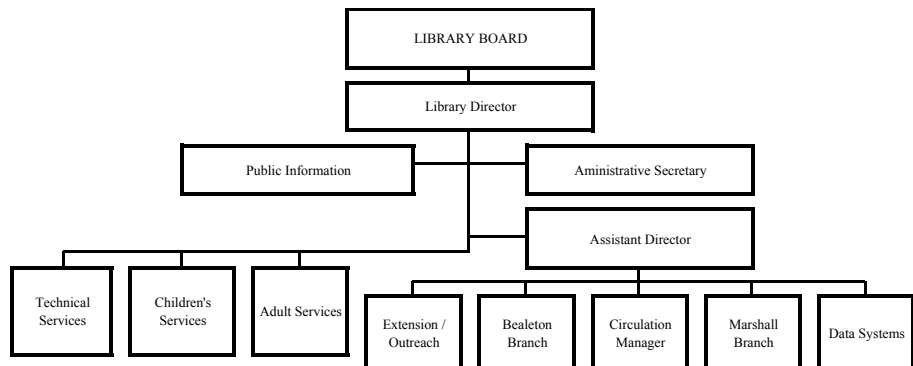 LIBRARY BOARD
Library Director
Public Information
Aministrative Secretary
Assistant Director
Technical
Services
Children's
Services
Adult Services
Extension /
Outreach
Bealeton
Branch
Circulation
Manager
Marshall
Branch
Data Systems